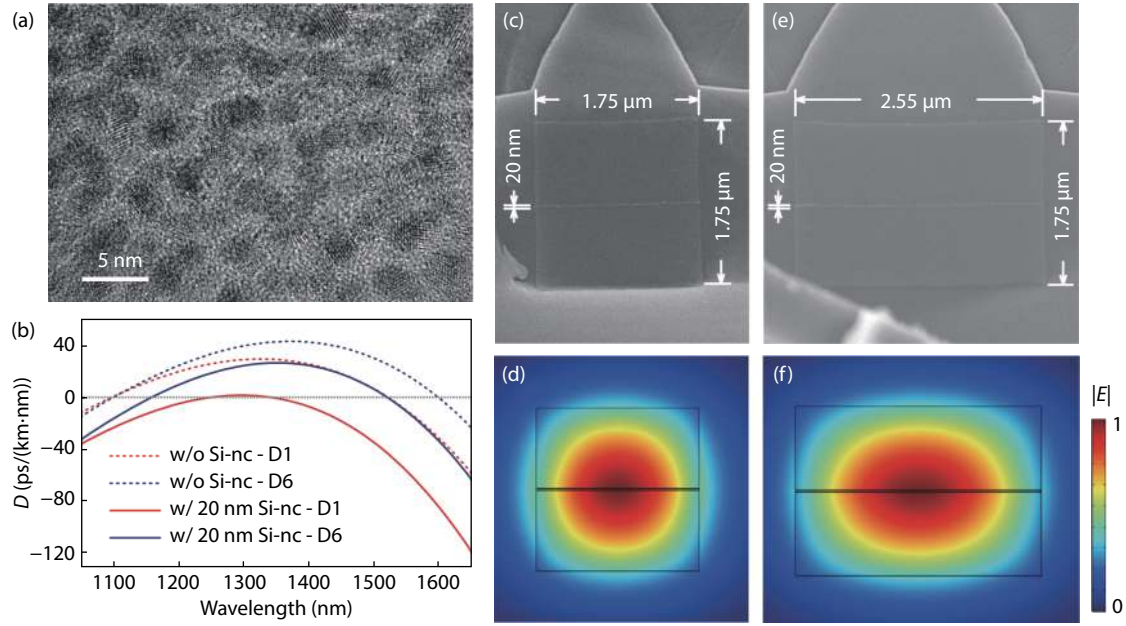 (a)
5 nm
(b)
40
0
−40
−80
−120
D (ps/(km·nm))
w/o Si-nc - D1
w/o Si-nc - D6
w/ 20 nm Si-nc - D1
w/ 20 nm Si-nc - D6
1100 1200 1300 1400 1500 1600
Wavelength (nm)
(c)
1.75 μm
20 nm
1.75 μm
(e)
2.55 μm
20 nm
1.75 μm
(d)
(f)
|E|
1
0